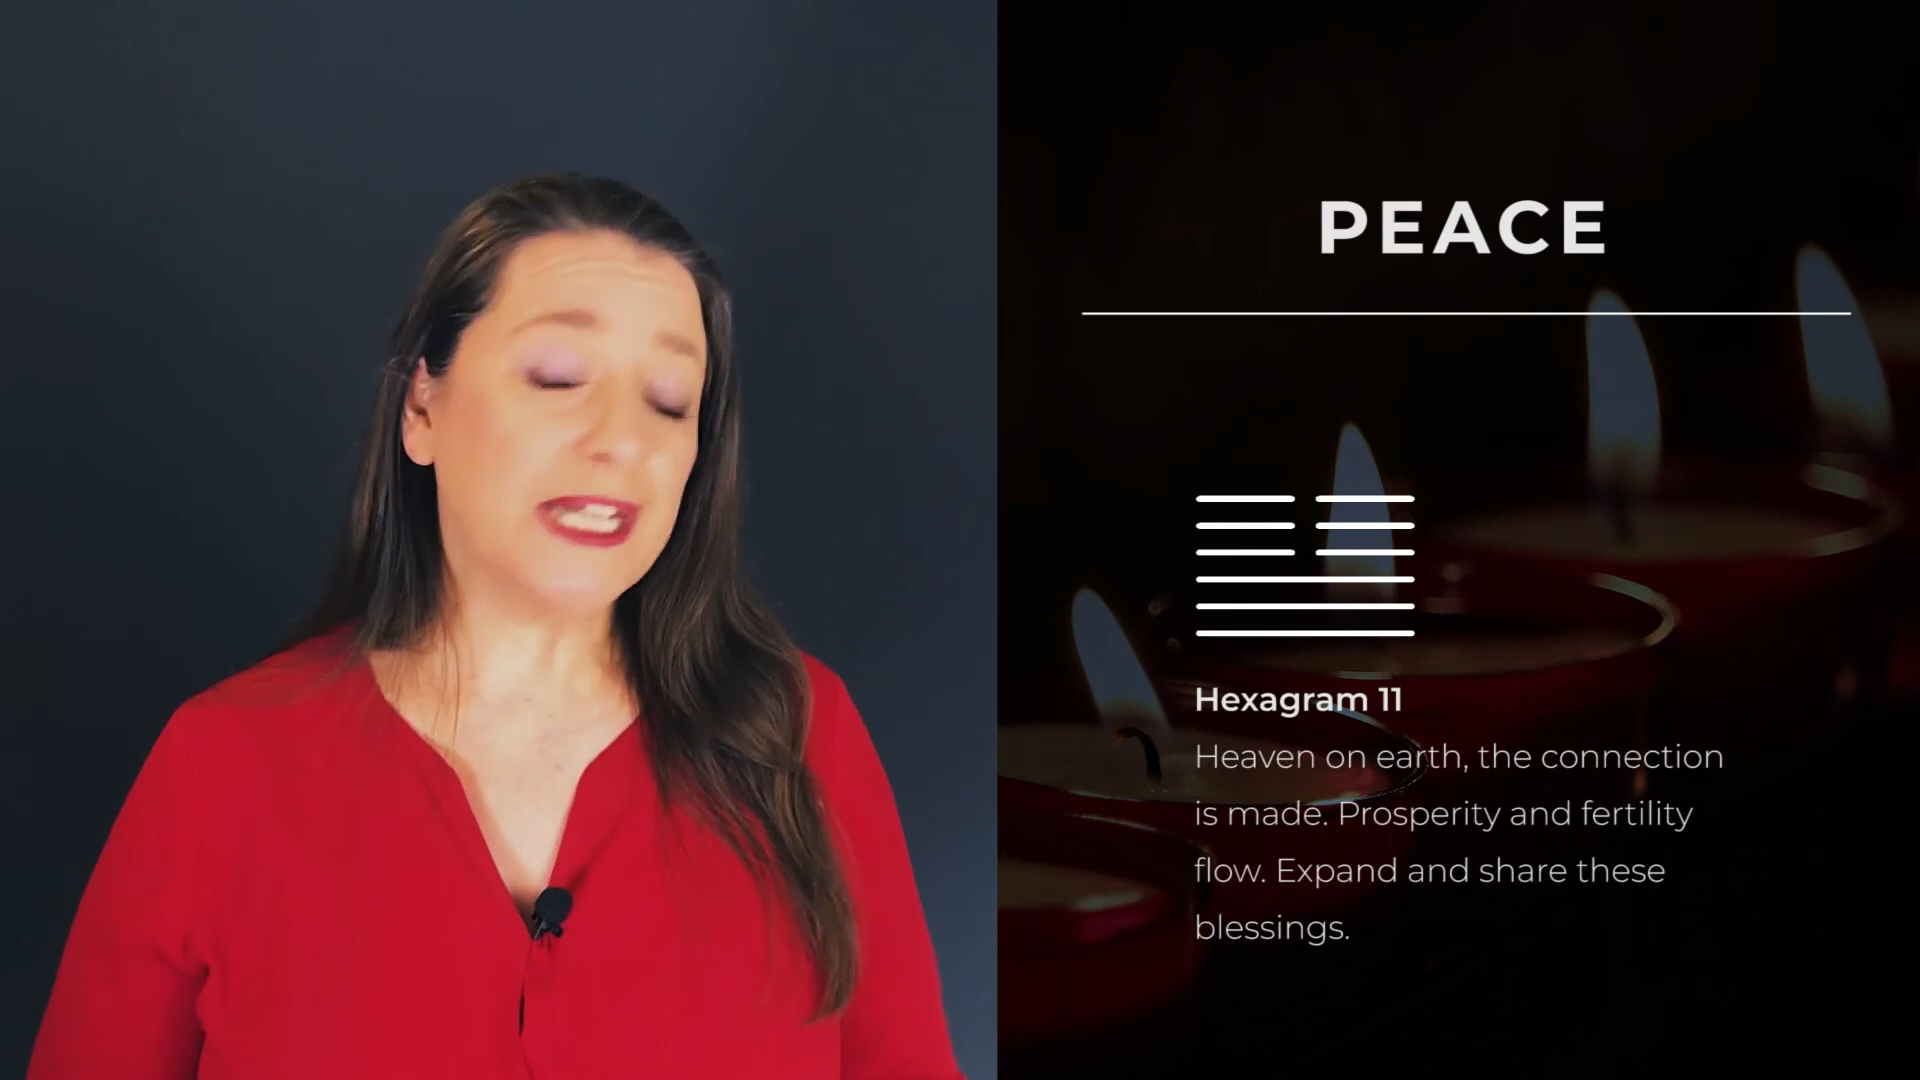 PEACE
Hexagram 11
Heaven on earth, the connection
is made. Prosperity and fertility
flow. Expand and share these
blessings.